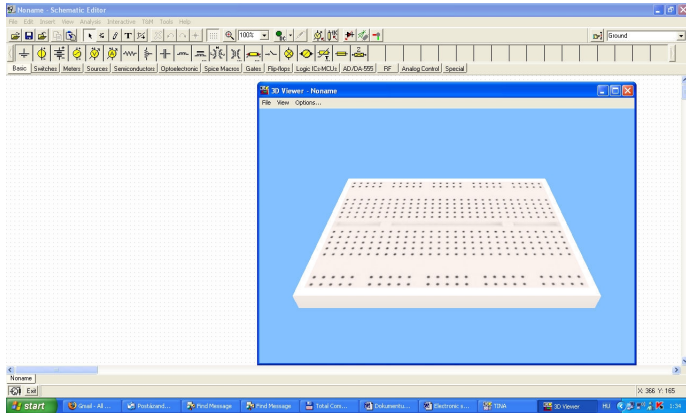 Noname - Schematic Editor
File Edit Insert View Analysis Interactive T&M Tools Help
100%
Ground
Basic Switches Meters Sources Semiconductors Optoelectronic Spice Macros Gates Flip-flops Logic ICs-MCUs AD/DA-555 RF Analog Control Special
3D Viewer - Noname
File View Options...
Noname
Exit
X: 366 Y: 165
start Gmail - All ... Postázand... Find Message Find Message Total Com... Dokumentu... Electronic s... TINA 3D Viewer HU 1:34